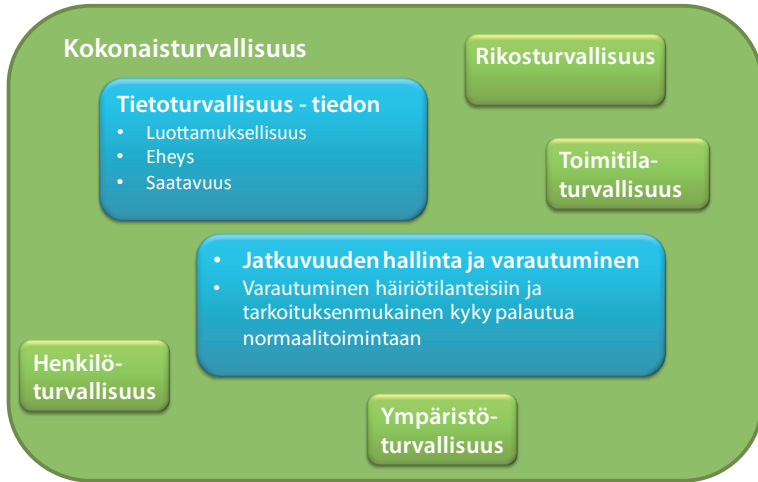 Kokonaisturvallisuus
Rikosturvallisuus
Tietoturvallisuus - tiedon
• Luottamuksellisuus
• Eheys
• Saatavuus
Toimitila-
turvallisuus
• Jatkuvuuden hallinta ja varautuminen
• Varautuminen häiriötilanteisiin ja
tarkoituksenmukainen kyky palautua
normaalitoimintaan
Henkilö-
turvallisuus
Ympäristö-
turvallisuus